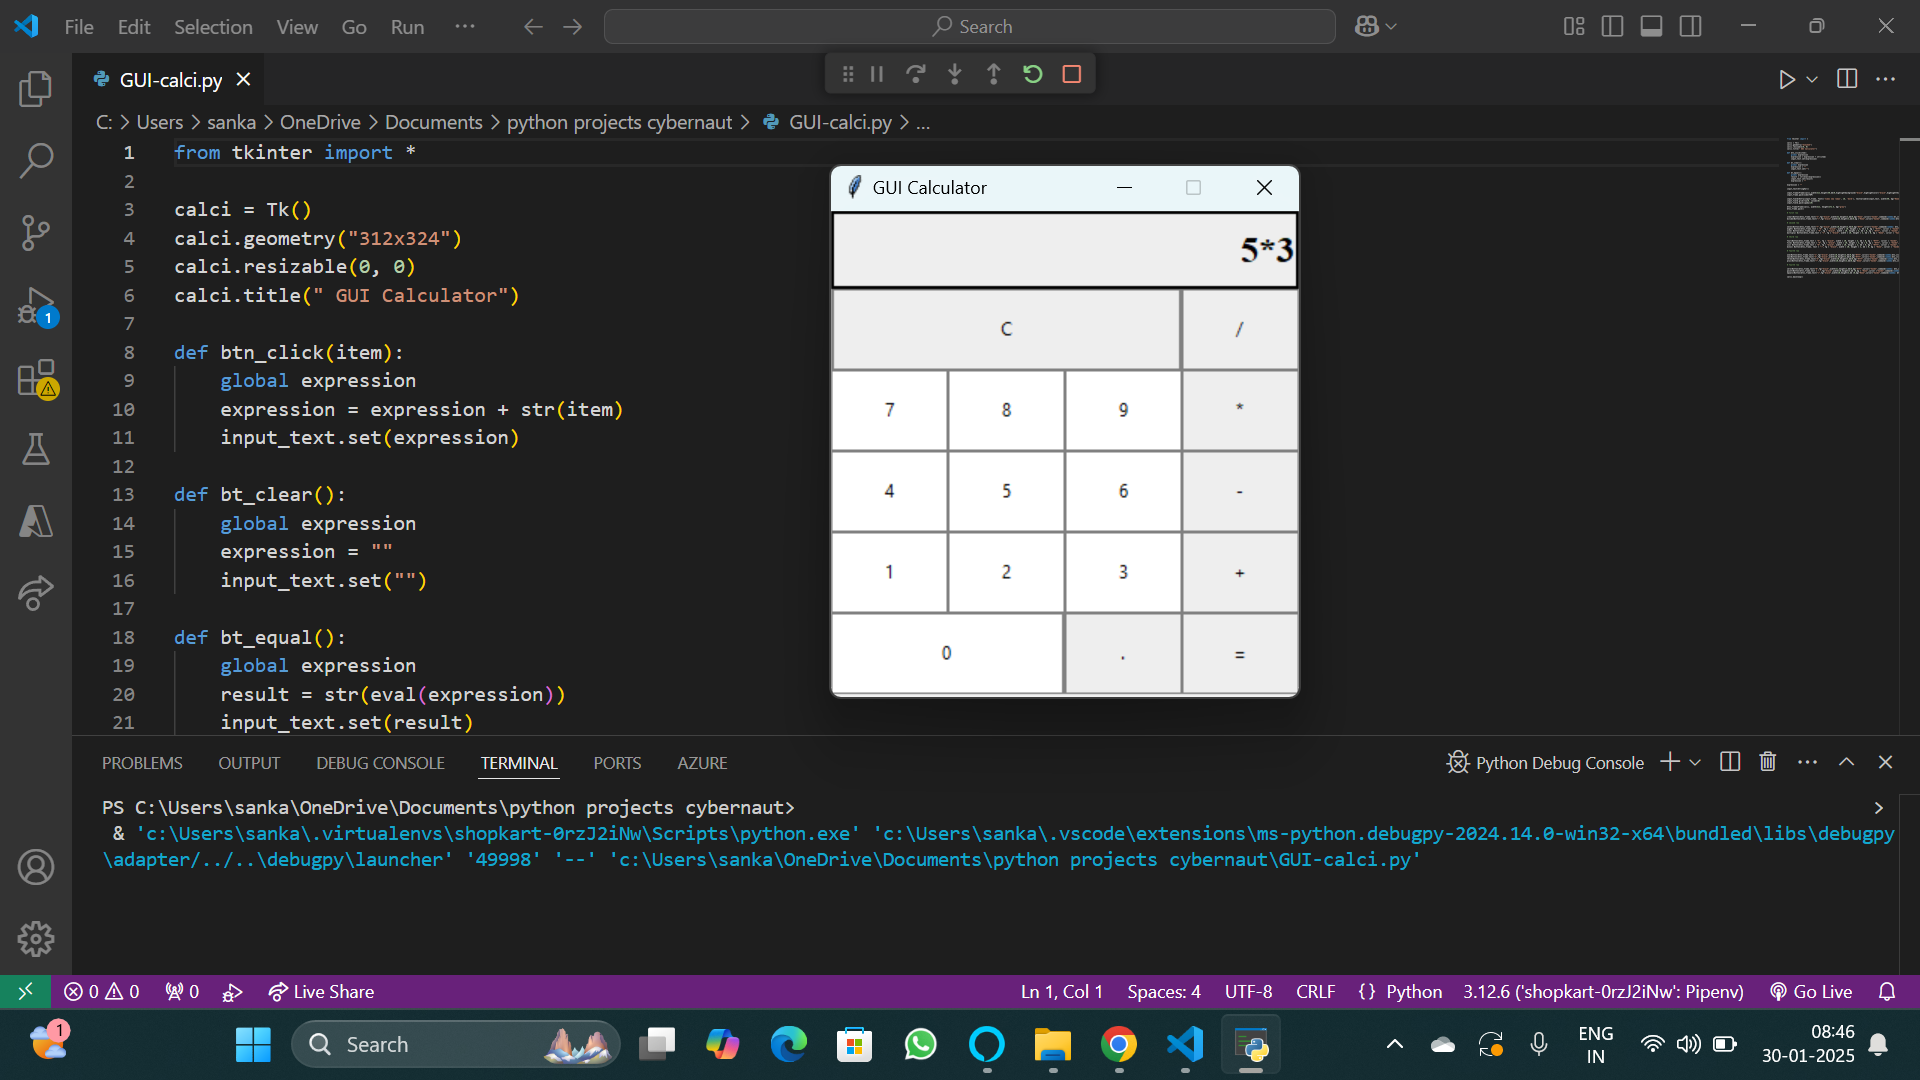 File Edit Selection View Go Run ... Search
GUI-calci.py
C: > Users > sanka > OneDrive > Documents > python projects cybernaut > GUI-calci.py > ...
1 from tkinter import *
2
3 calci = Tk()
4 calci.geometry("312x324")
5 calci.resizable(0, 0)
6 calci.title(" GUI Calculator")
7
8 def btn_click(item):
9 global expression
10 expression = expression + str(item)
11 input_text.set(expression)
12
13 def bt_clear():
14 global expression
15 expression = ""
16 input_text.set("")
17
18 def bt_equal():
19 global expression
20 result = str(eval(expression))
21 input_text.set(result)
GUI Calculator
5*3
C /
7 8 9 *
4 5 6 -
1 2 3 +
0 . =
1
PROBLEMS OUTPUT DEBUG CONSOLE TERMINAL PORTS AZURE Python Debug Console
PS C:\Users\sanka\OneDrive\Documents\python projects cybernaut>
& 'c:\Users\sanka\.virtualenvs\shopkart-0rzJ2iNw\Scripts\python.exe' 'c:\Users\sanka\.vscode\extensions\ms-python.debugpy-2024.14.0-win32-x64\bundled\libs\debugpy
\adapter/../..\debugpy\launcher' '49998' '--' 'c:\Users\sanka\OneDrive\Documents\python projects cybernaut\GUI-calci.py'
0 0 0 Live Share Ln 1, Col 1 Spaces: 4 UTF-8 CRLF {} Python 3.12.6 ('shopkart-0rzJ2iNw': Pipenv) Go Live
1 Search ENG 08:46
IN 30-01-2025